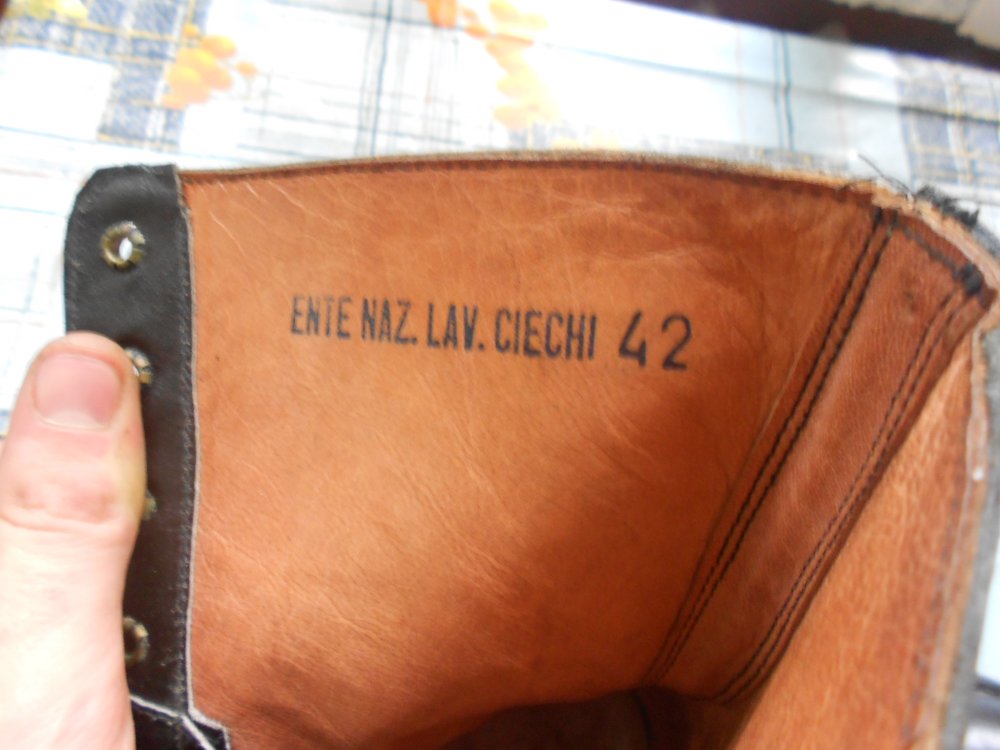 ENTE NAZ. LAV. CIECHI 42